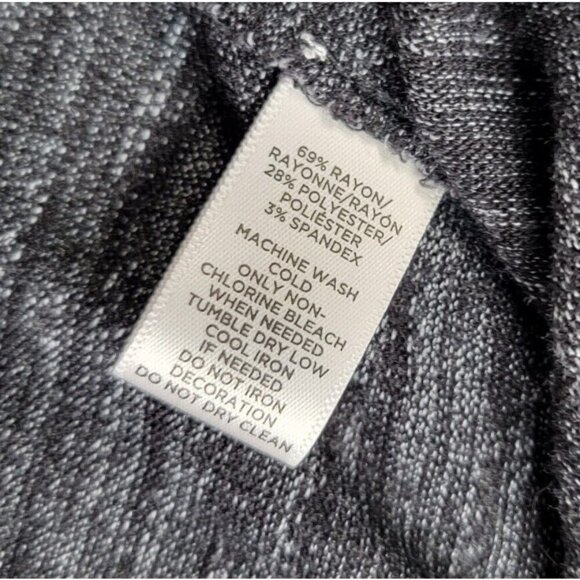 69% RAYON/
RAYONNE/RAYÓN
28% POLYESTER/
POLIÉSTER
3% SPANDEX
MACHINE WASH
COLD
ONLY NON-
CHLORINE BLEACH
WHEN NEEDED
TUMBLE DRY LOW
COOL IRON
IF NEEDED
DO NOT IRON
DECORATION
DO NOT DRY CLEAN